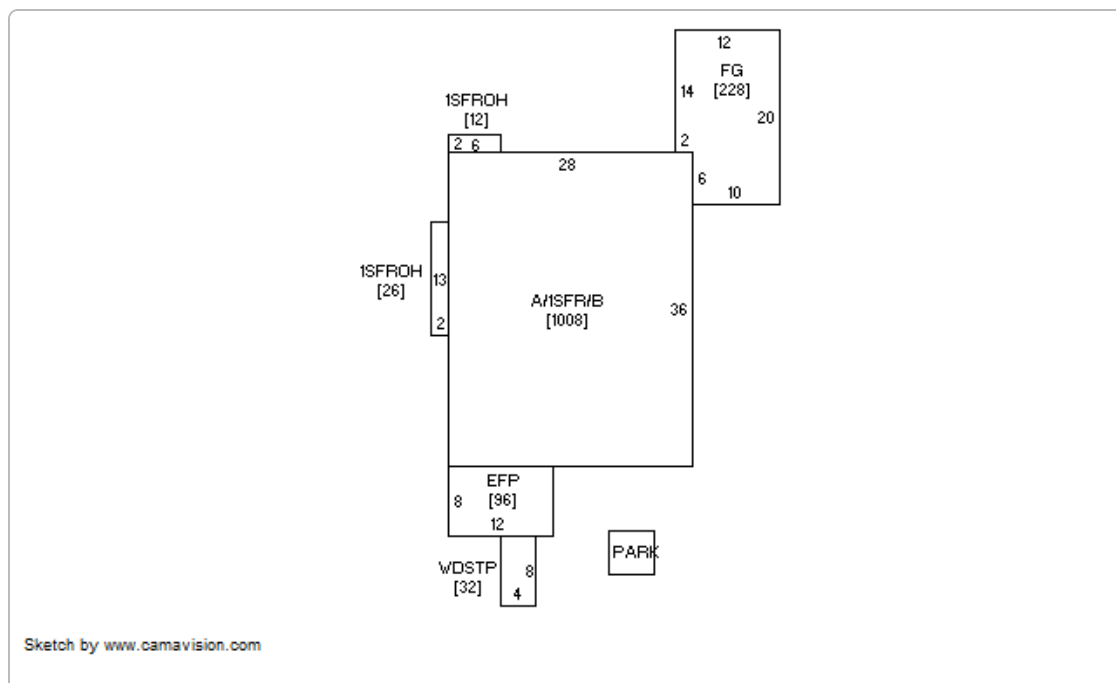 12
FG
[228]
14
20
2
6
10
1SFROH
[12]
2 6
28
1SFROH
[26]
13
2
A/1SFR/B
[1008]
36
EFP
[96]
8
12
WDSTP
[32]
8
4
PARK
Sketch by www.camavision.com